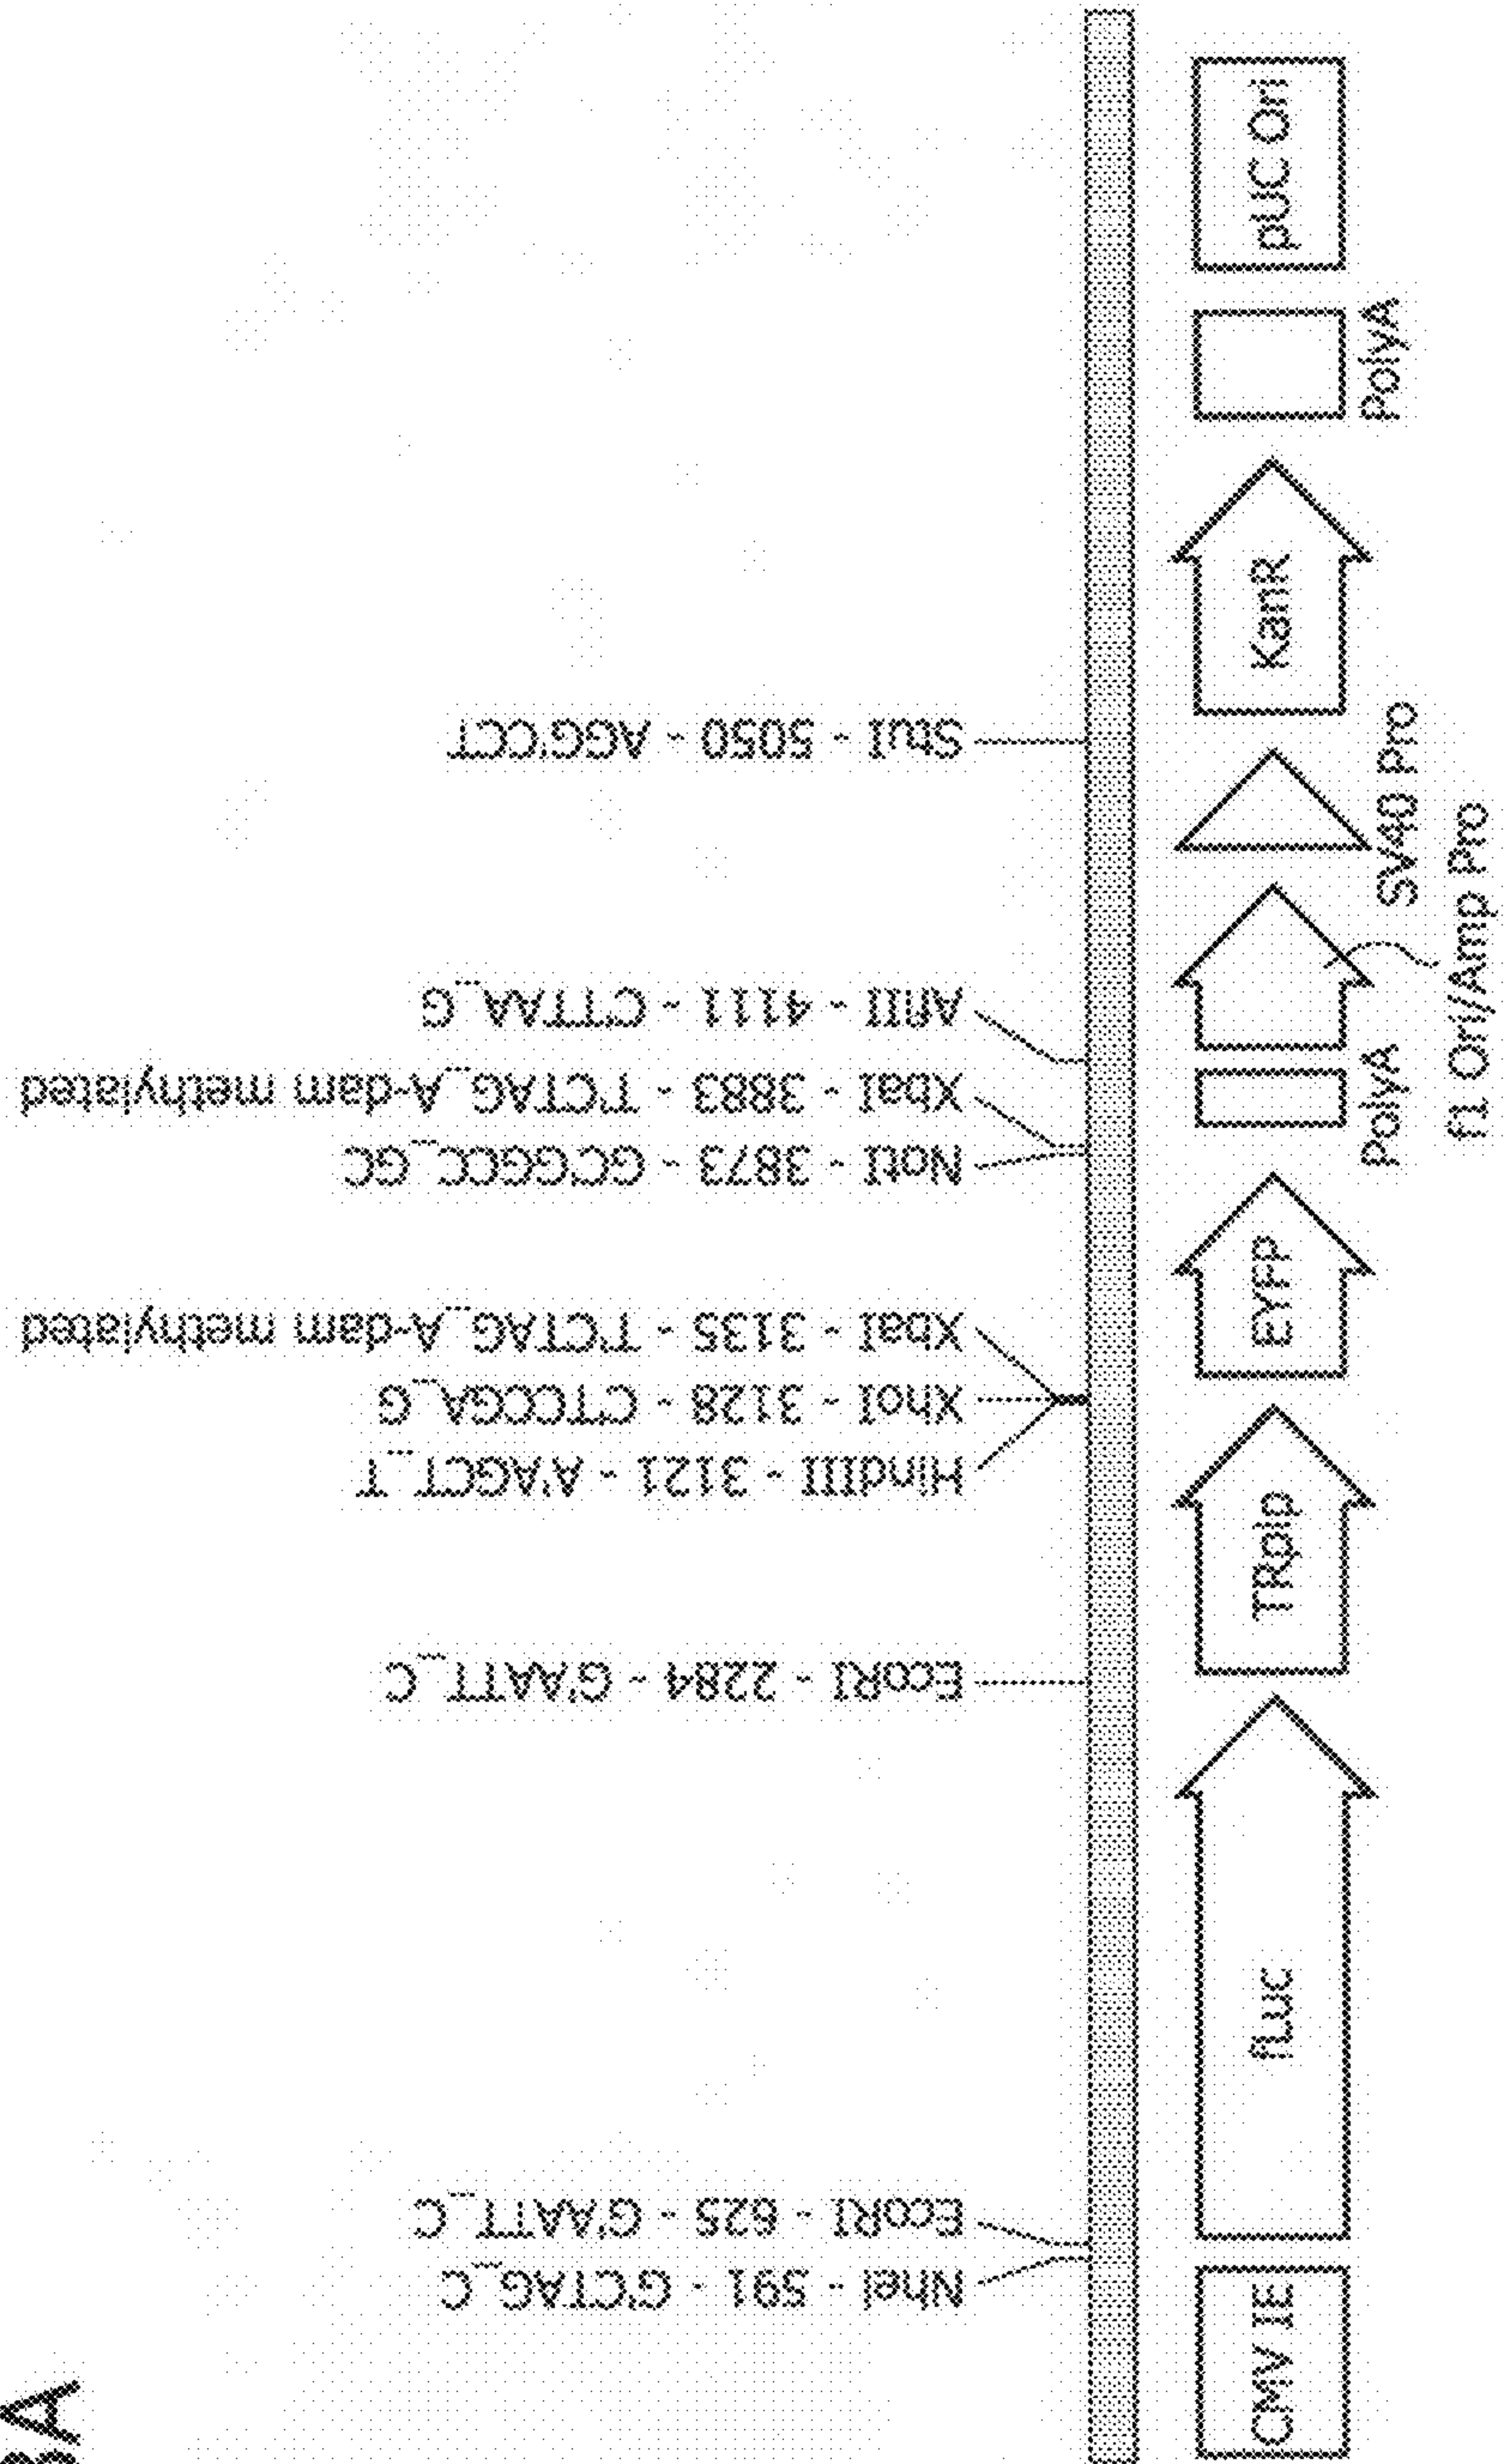 NheI - 591 - G'CTAG_C
EcoRI - 625 - G'AATT_C
EcoRI - 2284 - G'AATT_C
HindIII - 3121 - A'AGCT_T
XhoI - 3128 - CTCCGA_G
XbaI - 3135 - T'CTAG_A-dam methylated
NotI - 3873 - GC'GGCC_GC
XbaI - 3883 - T'CTAG_A-dam methylated
AflII - 4111 - C'TTAA_G
StuI - 5050 - AGG'CCT
CMV IE
fLuc
TRpip
EYFP
PolyA
f1 Ori/Amp Pro
SV40 Pro
KanR
PolyA
pUC Ori